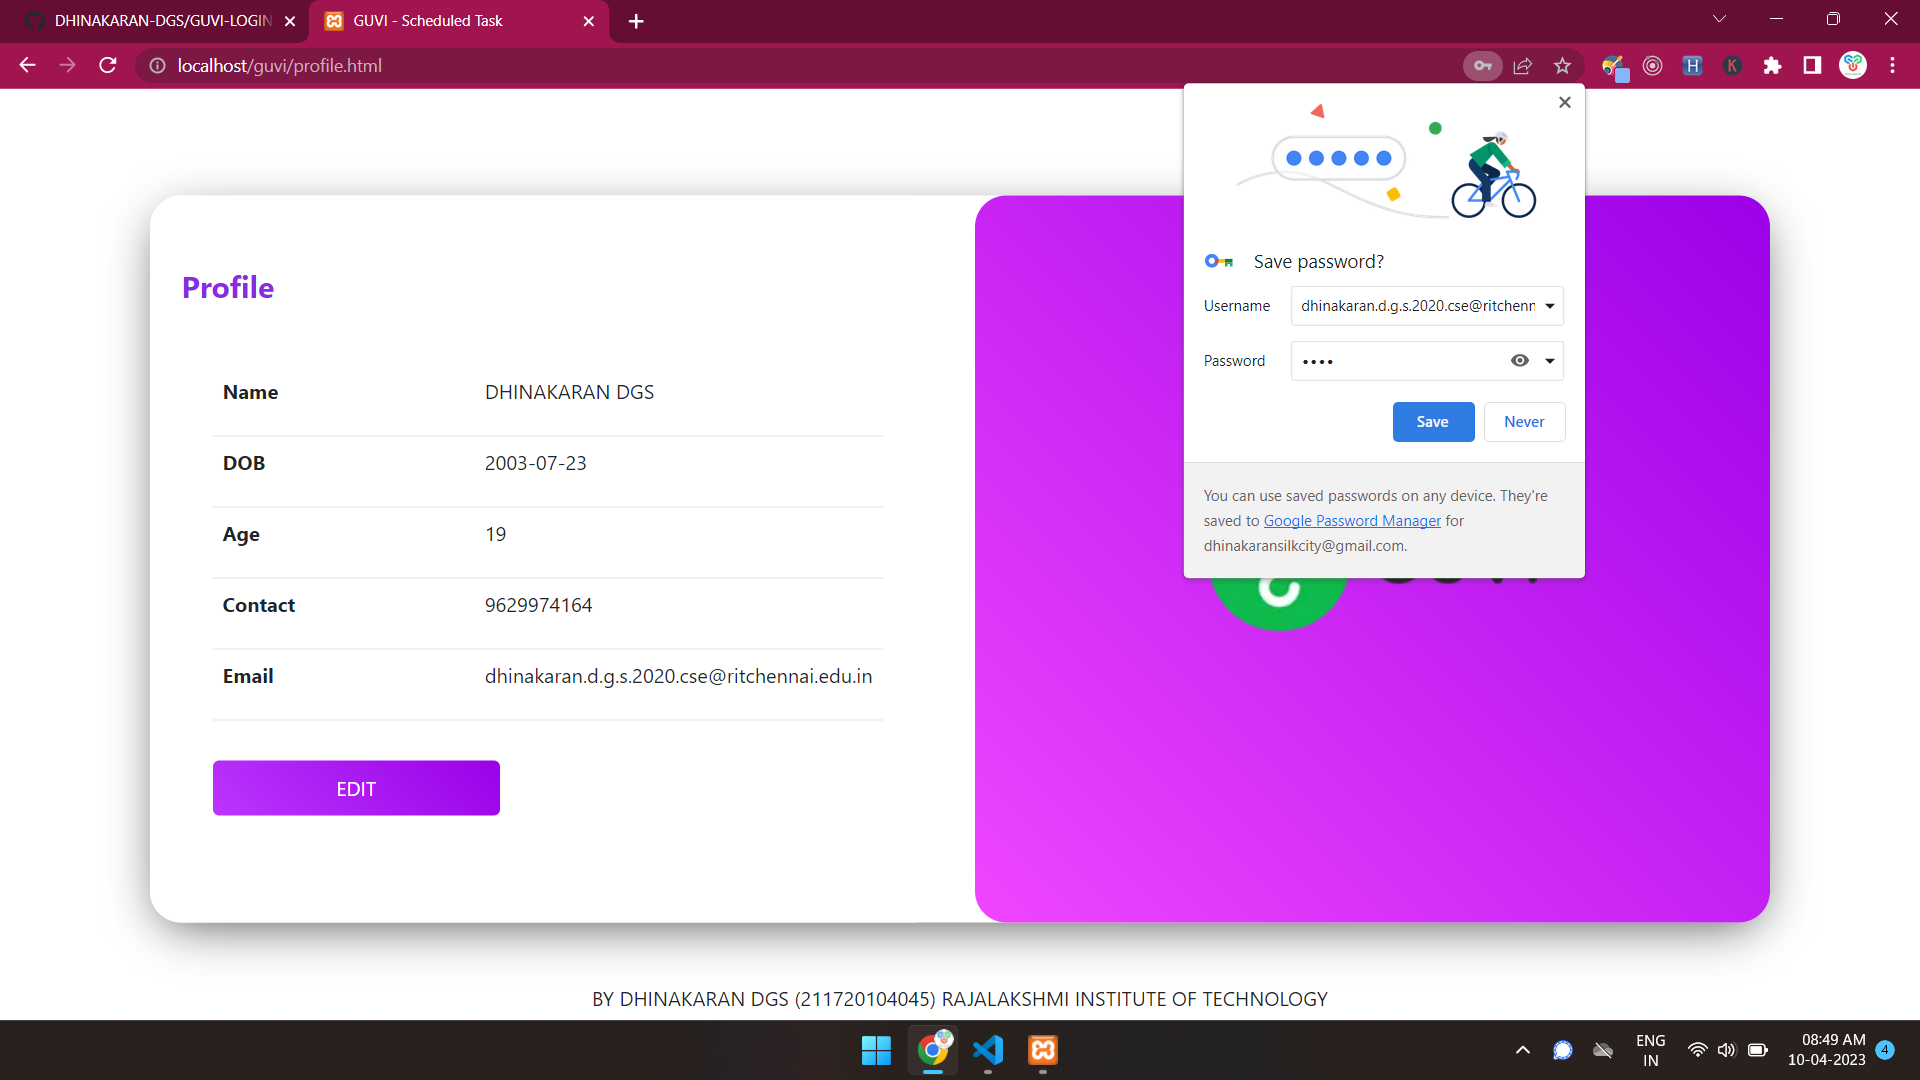 DHINAKARAN-DGS/GUVI-LOGIN
GUVI - Scheduled Task
localhost/guvi/profile.html
H
K
Save password?
Username dhinakaran.d.g.s.2020.cse@ritchenn
Password ••••
Save Never
You can use saved passwords on any device. They're
saved to Google Password Manager for
dhinakaransilkcity@gmail.com.
Profile
Name DHINAKARAN DGS
DOB 2003-07-23
Age 19
Contact 9629974164
Email dhinakaran.d.g.s.2020.cse@ritchennai.edu.in
EDIT
BY DHINAKARAN DGS (211720104045) RAJALAKSHMI INSTITUTE OF TECHNOLOGY
ENG
IN
08:49 AM
10-04-2023
4